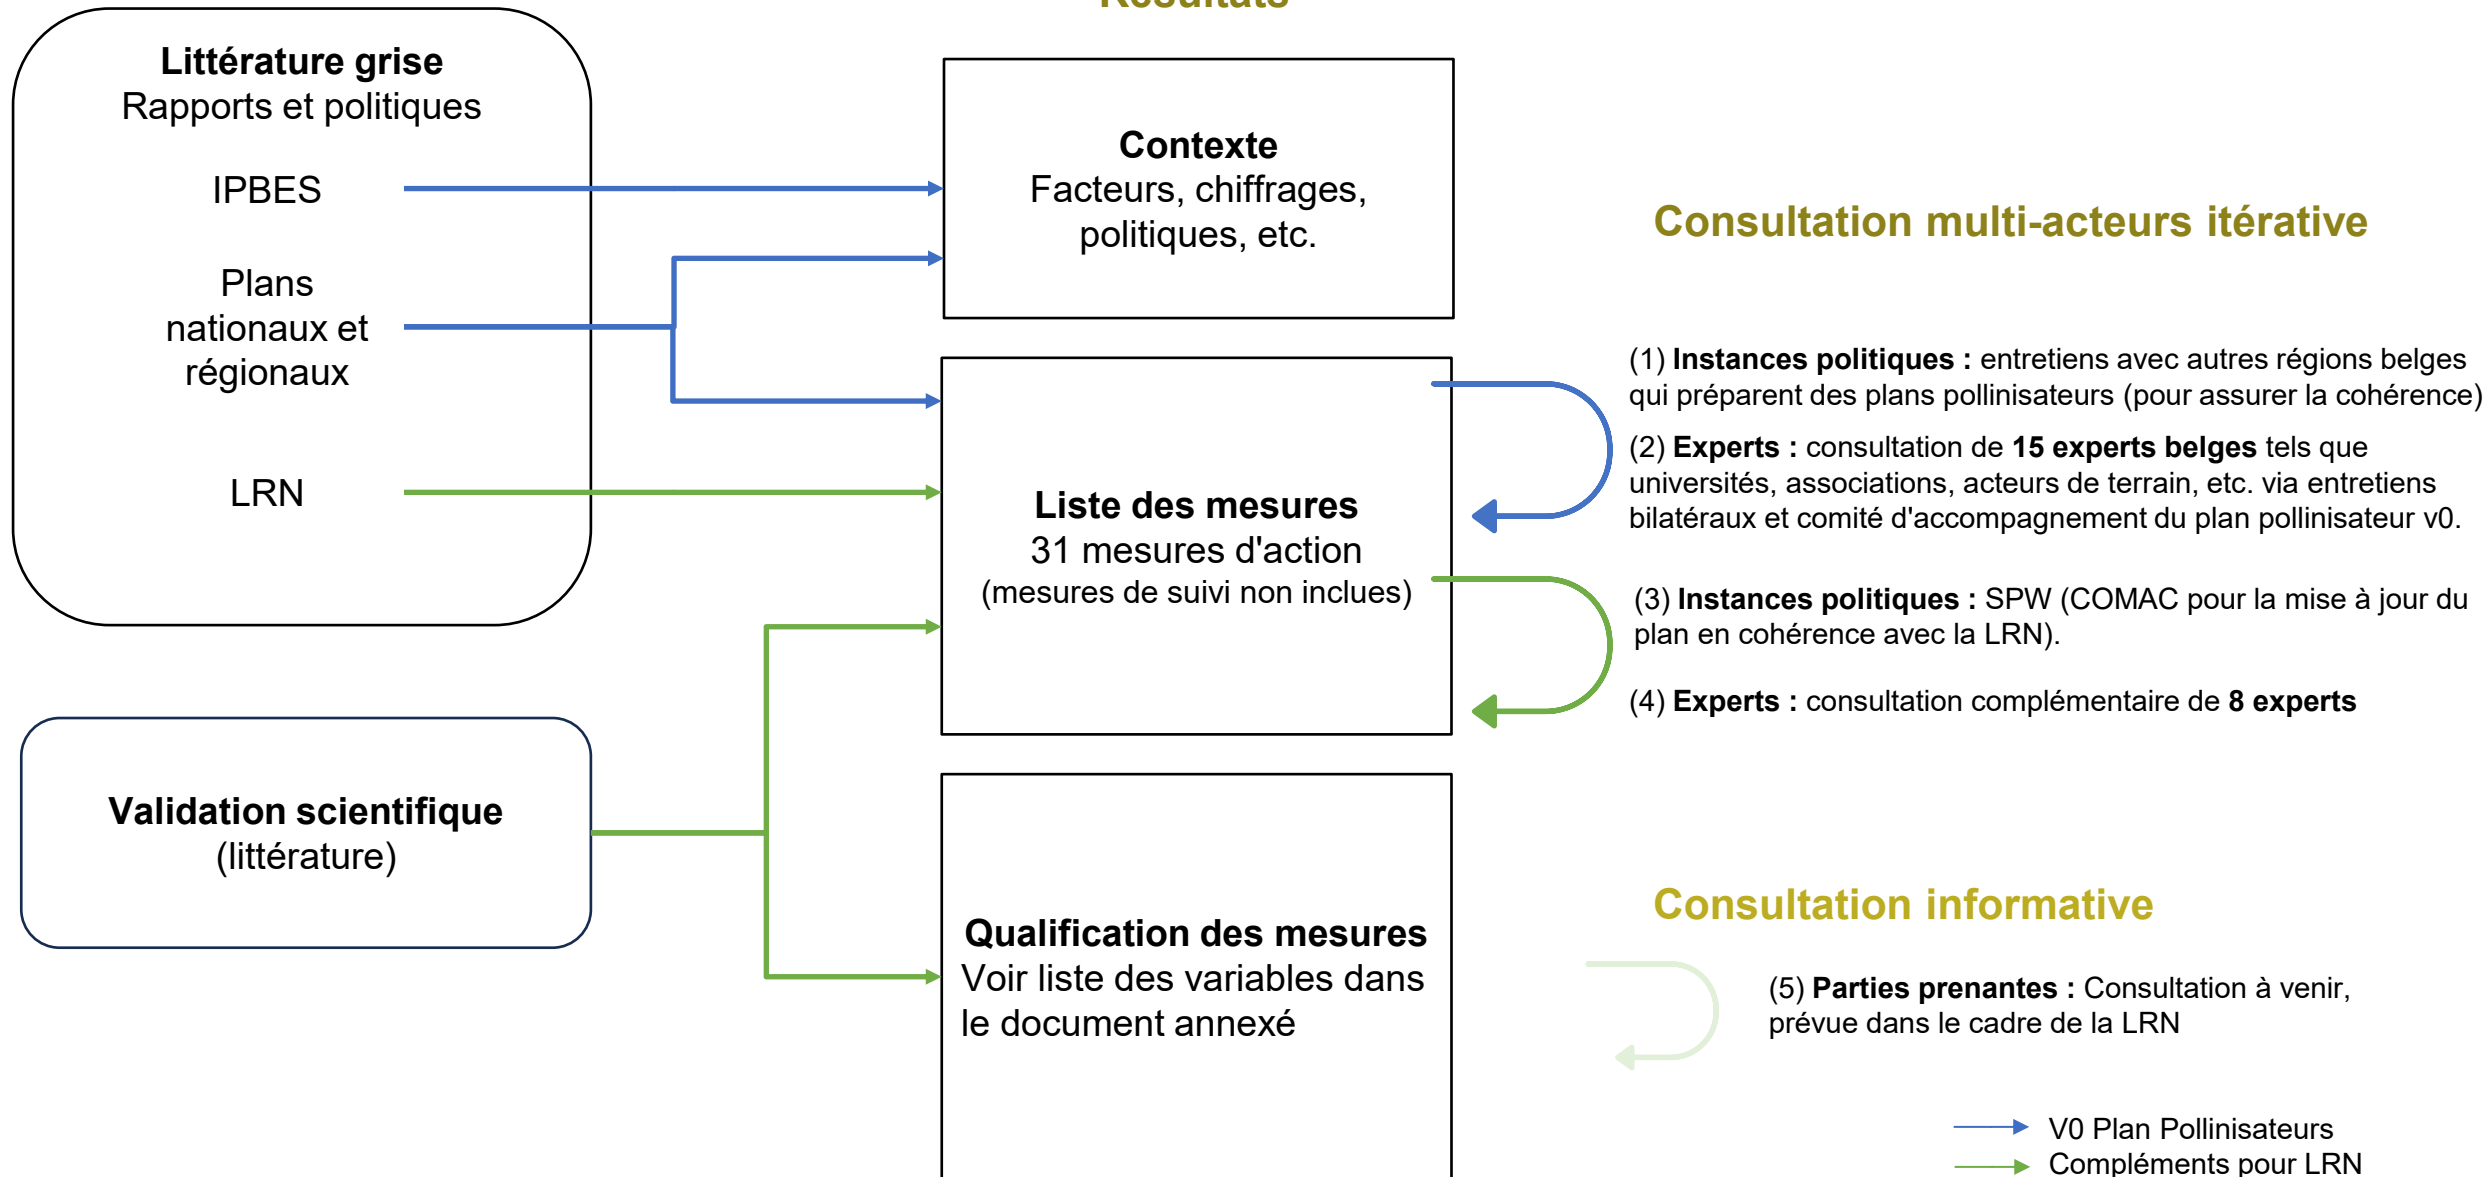 Résultats
Littérature grise
Rapports et politiques
IPBES
Plans
nationaux et
régionaux
LRN
Validation scientifique
(littérature)
Contexte
Facteurs, chiffrages,
politiques, etc.
Liste des mesures
31 mesures d'action
(mesures de suivi non inclues)
Qualification des mesures
Voir liste des variables dans
le document annexé
Consultation multi-acteurs itérative
(1) Instances politiques : entretiens avec autres régions belges
qui préparent des plans pollinisateurs (pour assurer la cohérence)
(2) Experts : consultation de 15 experts belges tels que
universités, associations, acteurs de terrain, etc. via entretiens
bilatéraux et comité d'accompagnement du plan pollinisateur v0.
(3) Instances politiques : SPW (COMAC pour la mise à jour du
plan en cohérence avec la LRN).
(4) Experts : consultation complémentaire de 8 experts
Consultation informative
(5) Parties prenantes : Consultation à venir,
prévue dans le cadre de la LRN
V0 Plan Pollinisateurs
Compléments pour LRN